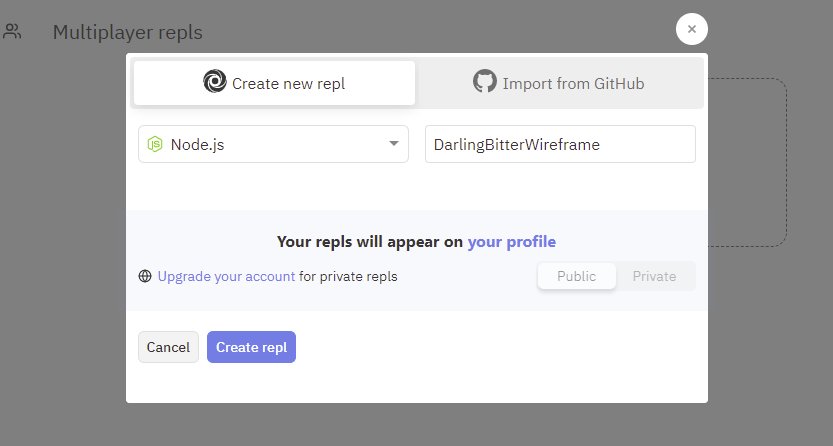 Multiplayer repls
×
Create new repl
Import from GitHub
JS Node.js
DarlingBitterWireframe
Your repls will appear on your profile
Upgrade your account for private repls
Public
Private
Cancel
Create repl